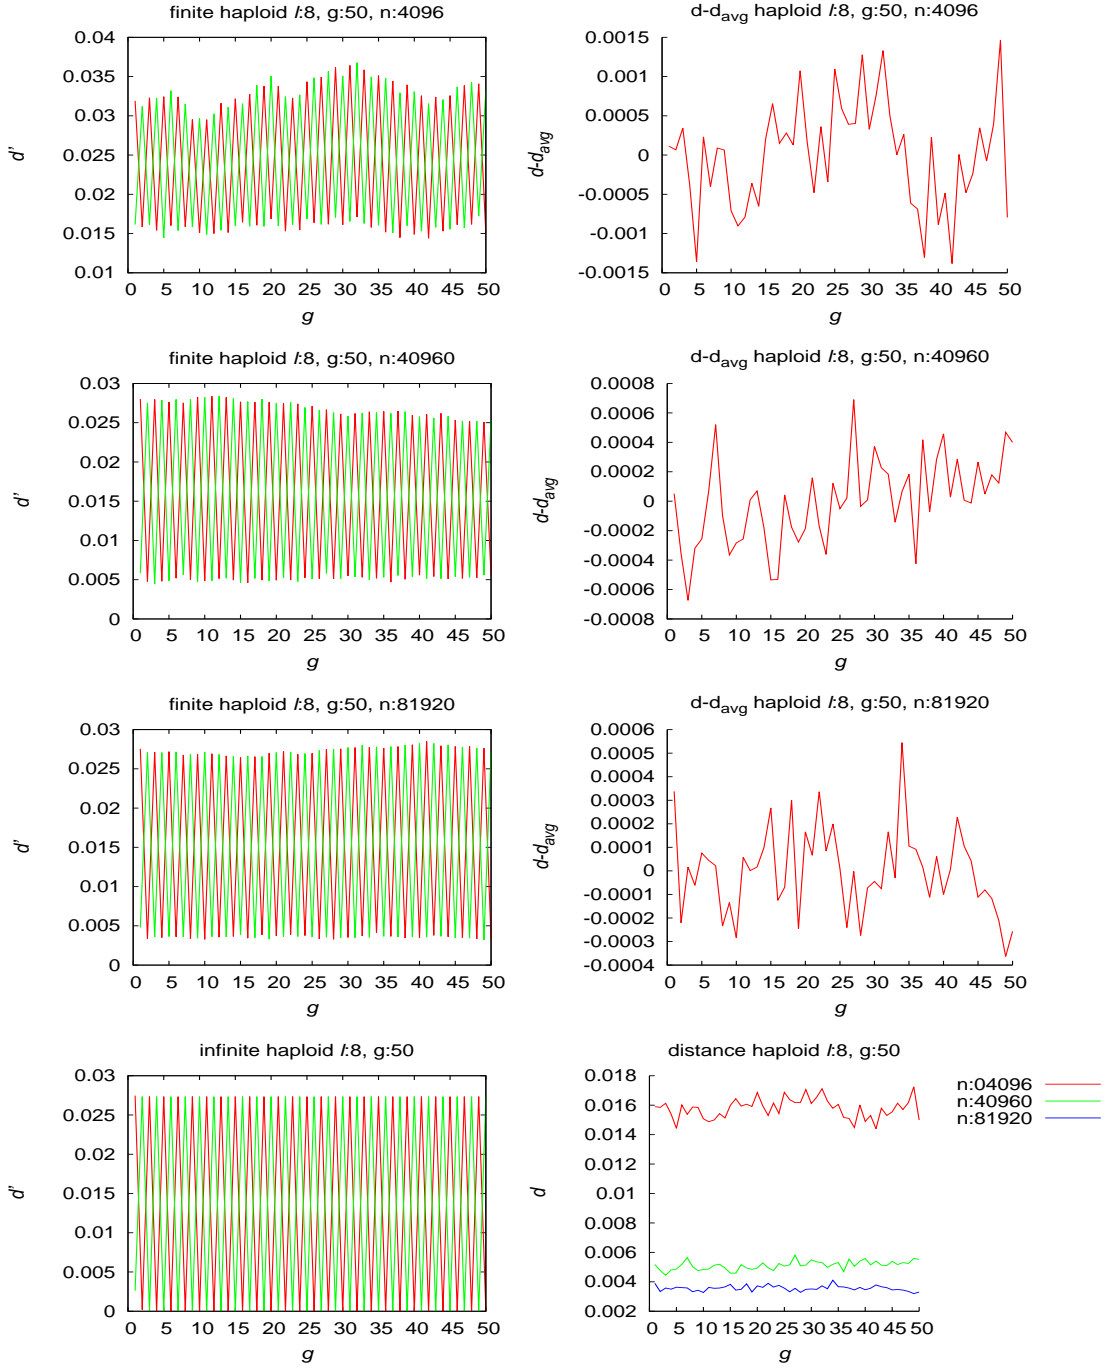 finite haploid l:8, g:50, n:4096
0.04
0.035
0.03
0.025
0.02
0.015
0.01
d'
0 5 10 15 20 25 30 35 40 45 50
g
d-davg haploid l:8, g:50, n:4096
0.0015
0.001
0.0005
0
-0.0005
-0.001
-0.0015
d-davg
0 5 10 15 20 25 30 35 40 45 50
g
finite haploid l:8, g:50, n:40960
0.03
0.025
0.02
0.015
0.01
0.005
0
d'
0 5 10 15 20 25 30 35 40 45 50
g
d-davg haploid l:8, g:50, n:40960
0.0008
0.0006
0.0004
0.0002
0
-0.0002
-0.0004
-0.0006
-0.0008
d-davg
0 5 10 15 20 25 30 35 40 45 50
g
finite haploid l:8, g:50, n:81920
0.03
0.025
0.02
0.015
0.01
0.005
0
d'
0 5 10 15 20 25 30 35 40 45 50
g
d-davg haploid l:8, g:50, n:81920
0.0006
0.0005
0.0004
0.0003
0.0002
0.0001
0
-0.0001
-0.0002
-0.0003
-0.0004
d-davg
0 5 10 15 20 25 30 35 40 45 50
g
infinite haploid l:8, g:50
0.03
0.025
0.02
0.015
0.01
0.005
0
d'
0 5 10 15 20 25 30 35 40 45 50
g
distance haploid l:8, g:50
0.018
0.016
0.014
0.012
0.01
0.008
0.006
0.004
0.002
d
0 5 10 15 20 25 30 35 40 45 50
g
n:04096
n:40960
n:81920